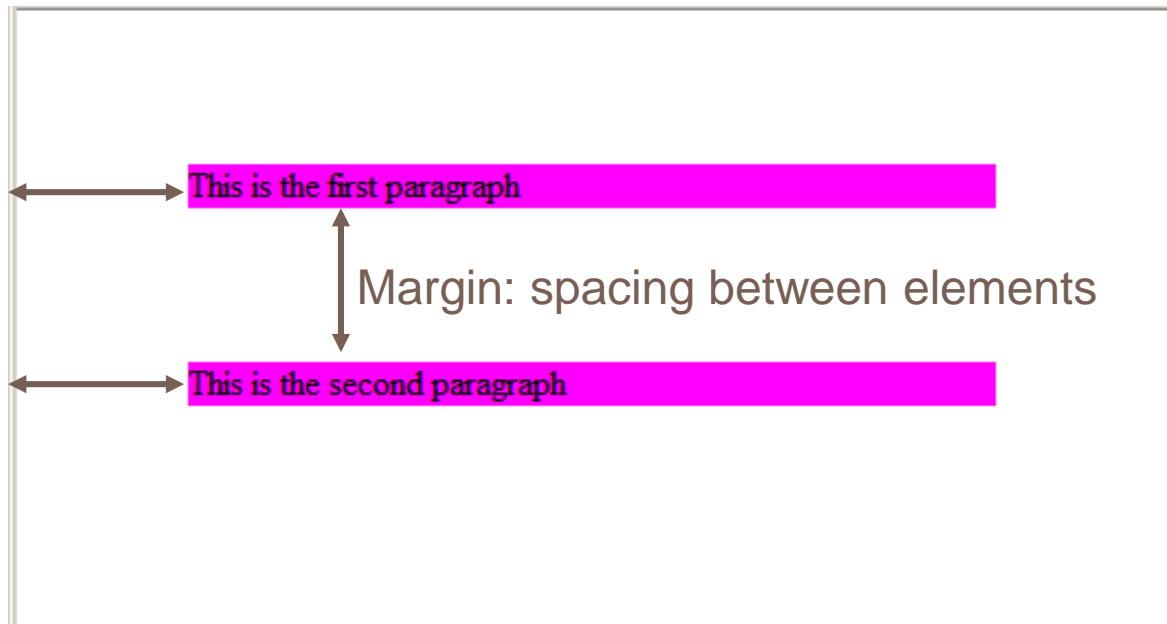 This is the first paragraph
Margin: spacing between elements
This is the second paragraph